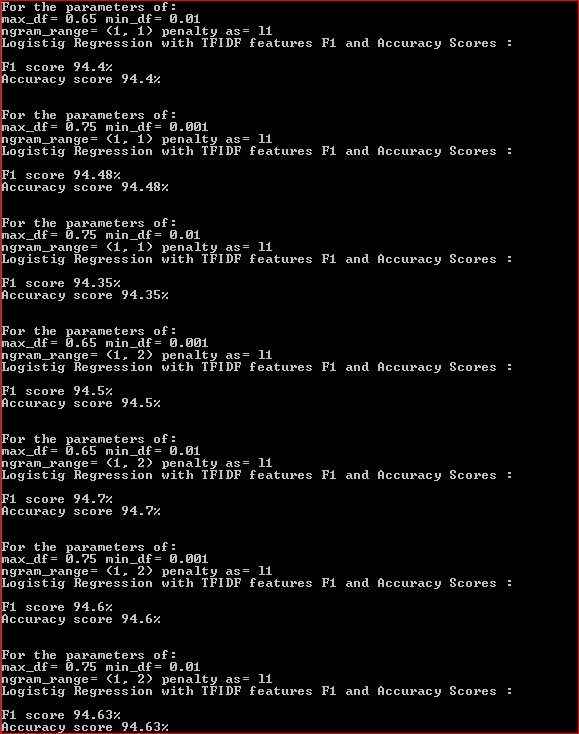 For the parameters of:
max_df= 0.65 min_df= 0.01
ngram_range= (1, 1) penalty as= l1
Logistig Regression with TFIDF features F1 and Accuracy Scores :
F1 score 94.4%
Accuracy score 94.4%
For the parameters of:
max_df= 0.75 min_df= 0.001
ngram_range= (1, 1) penalty as= l1
Logistig Regression with TFIDF features F1 and Accuracy Scores :
F1 score 94.48%
Accuracy score 94.48%
For the parameters of:
max_df= 0.75 min_df= 0.01
ngram_range= (1, 1) penalty as= l1
Logistig Regression with TFIDF features F1 and Accuracy Scores :
F1 score 94.35%
Accuracy score 94.35%
For the parameters of:
max_df= 0.65 min_df= 0.001
ngram_range= (1, 2) penalty as= l1
Logistig Regression with TFIDF features F1 and Accuracy Scores :
F1 score 94.5%
Accuracy score 94.5%
For the parameters of:
max_df= 0.65 min_df= 0.01
ngram_range= (1, 2) penalty as= l1
Logistig Regression with TFIDF features F1 and Accuracy Scores :
F1 score 94.7%
Accuracy score 94.7%
For the parameters of:
max_df= 0.75 min_df= 0.001
ngram_range= (1, 2) penalty as= l1
Logistig Regression with TFIDF features F1 and Accuracy Scores :
F1 score 94.6%
Accuracy score 94.6%
For the parameters of:
max_df= 0.75 min_df= 0.01
ngram_range= (1, 2) penalty as= l1
Logistig Regression with TFIDF features F1 and Accuracy Scores :
F1 score 94.63%
Accuracy score 94.63%